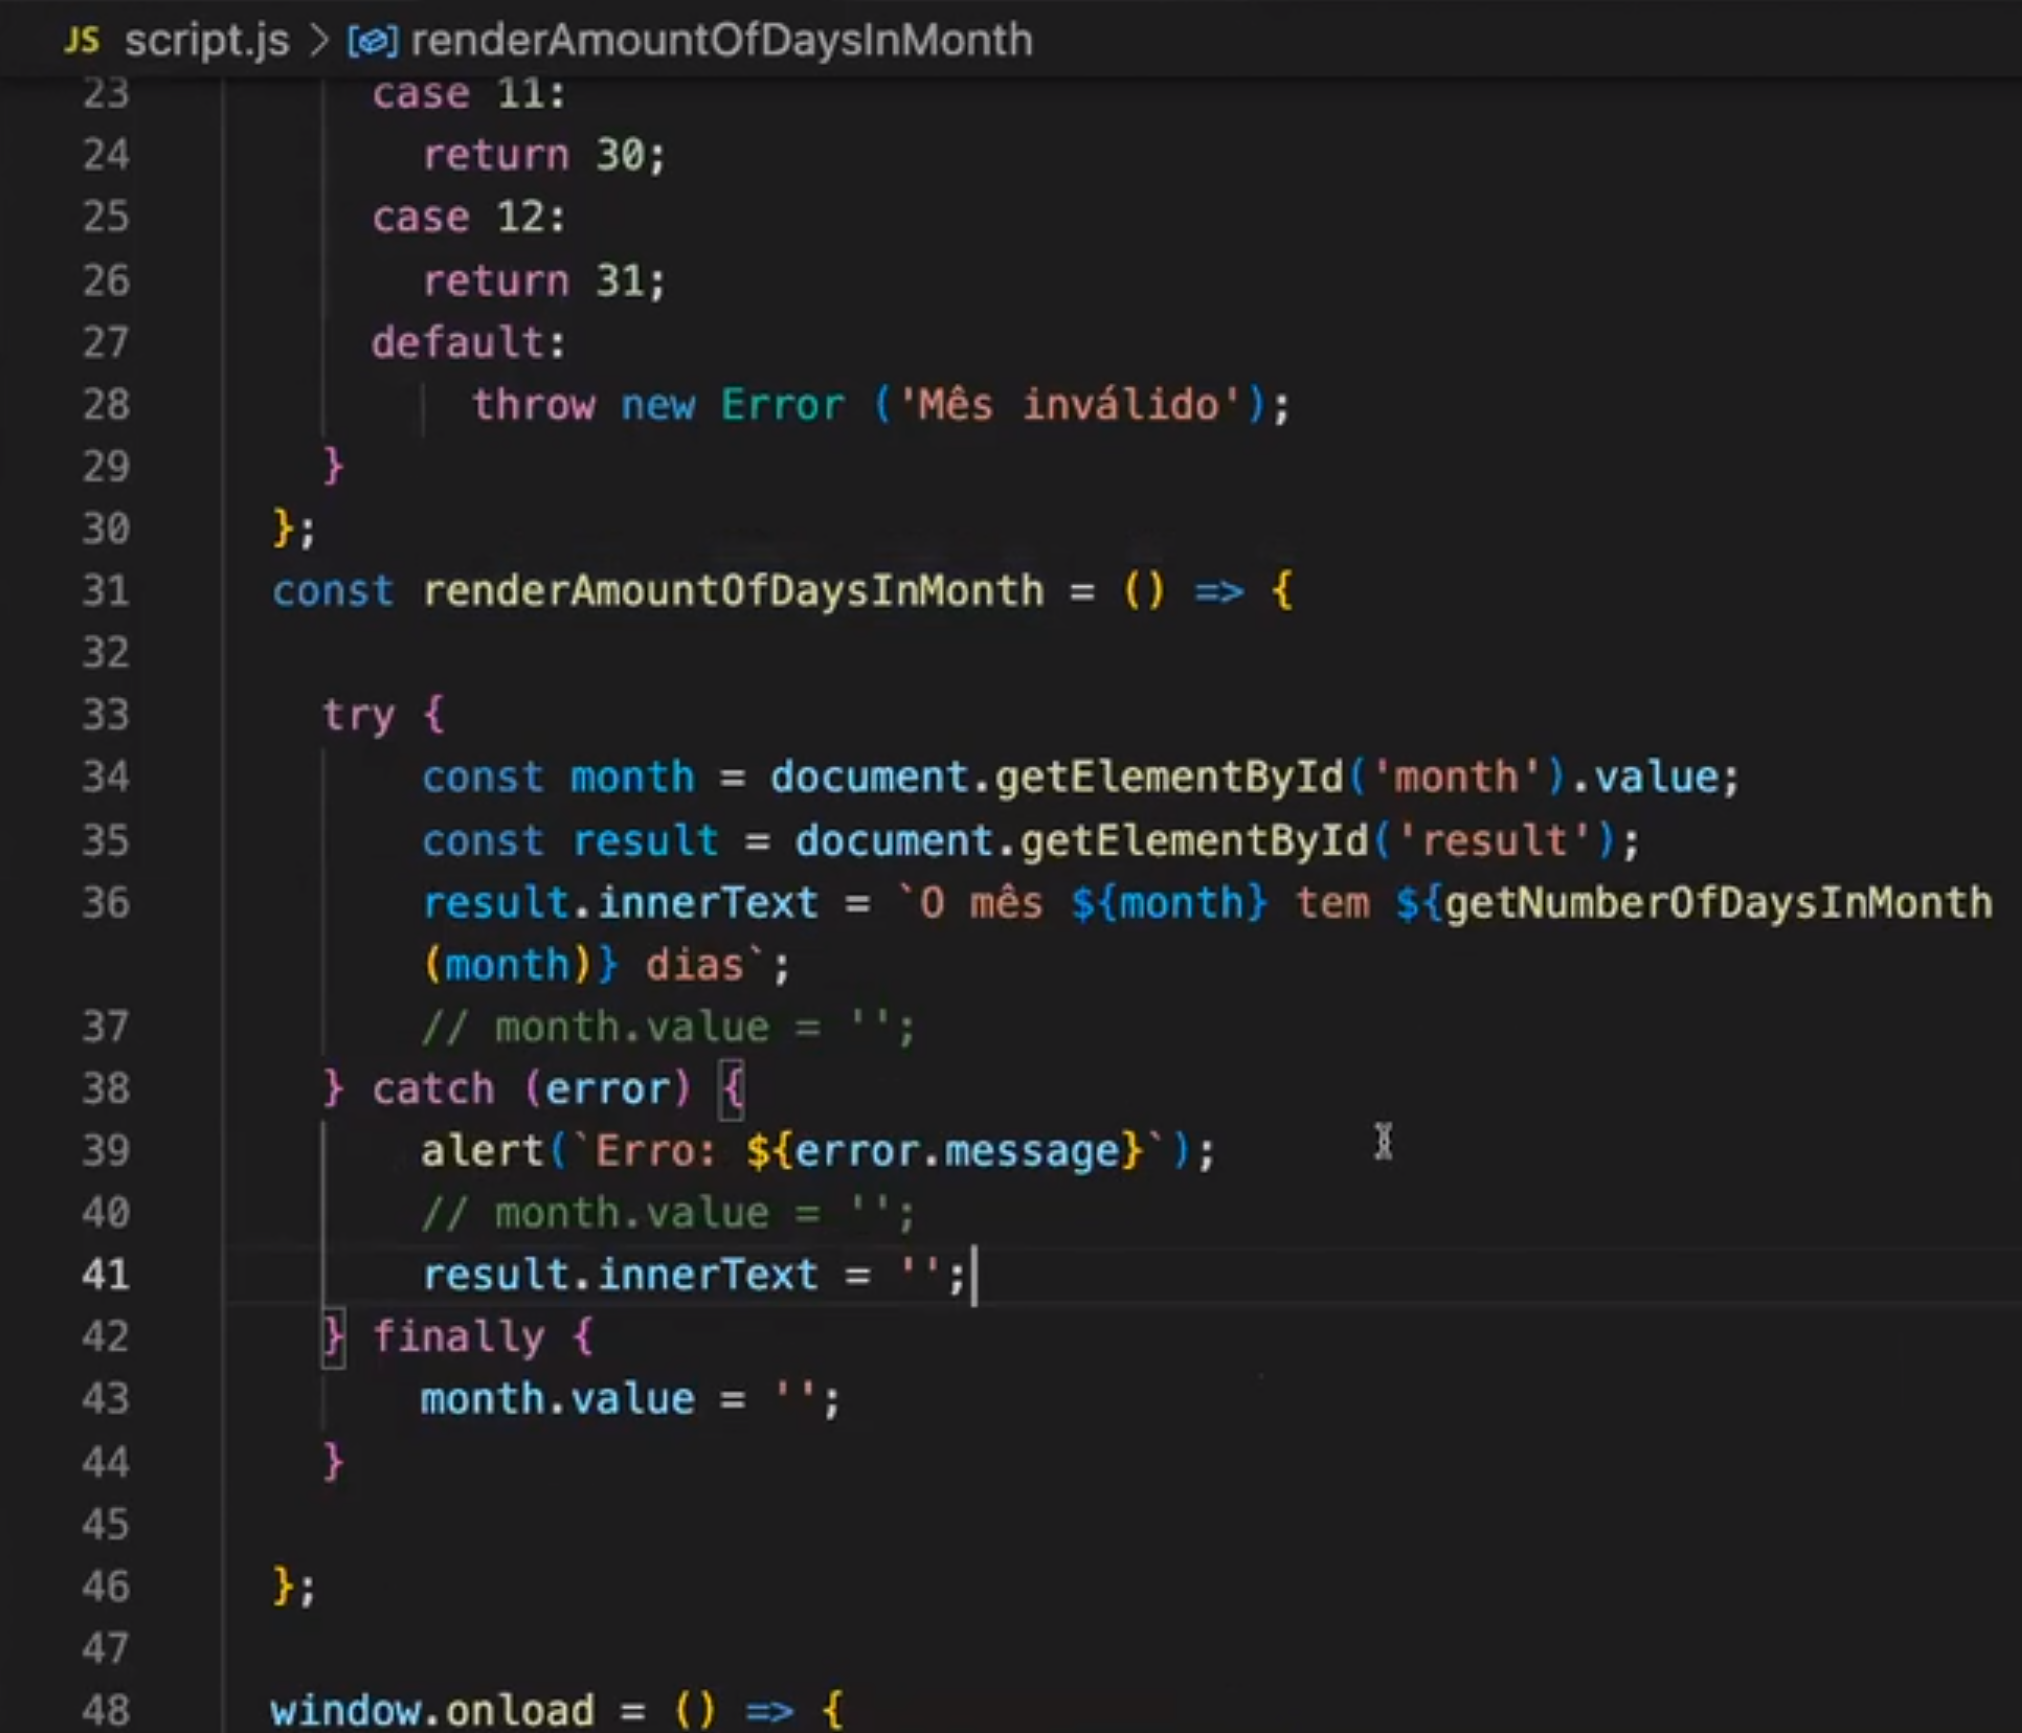 JS script.js > renderAmountOfDaysInMonth
23 case 11:
24 return 30;
25 case 12:
26 return 31;
27 default:
28 throw new Error ('Mês inválido');
29 }
30 };
31 const renderAmountOfDaysInMonth = () => {
32
33 try {
34 const month = document.getElementById('month').value;
35 const result = document.getElementById('result');
36 result.innerText = `O mês ${month} tem ${getNumberOfDaysInMonth
(month)} dias`;
37 // month.value = '';
38 } catch (error) {
39 alert(`Erro: ${error.message}`);
40 // month.value = '';
41 result.innerText = '';
42 } finally {
43 month.value = '';
44 }
45
46 };
47
48 window.onload = () => {